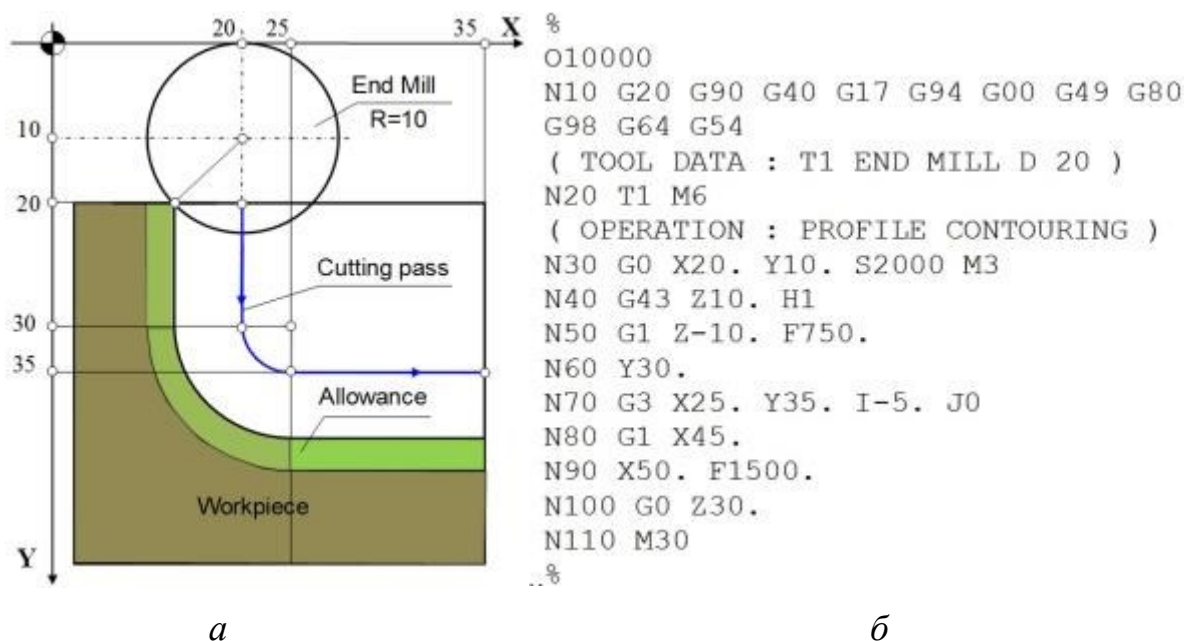 20 25 35 X
End Mill
R=10
10
20
Cutting pass
30
35
Allowance
Workpiece
Y
а
%
O10000
N10 G20 G90 G40 G17 G94 G00 G49 G80
G98 G64 G54
( TOOL DATA : T1 END MILL D 20 )
N20 T1 M6
( OPERATION : PROFILE CONTOURING )
N30 G0 X20. Y10. S2000 M3
N40 G43 Z10. H1
N50 G1 Z-10. F750.
N60 Y30.
N70 G3 X25. Y35. I-5. J0
N80 G1 X45.
N90 X50. F1500.
N100 G0 Z30.
N110 M30
%
б